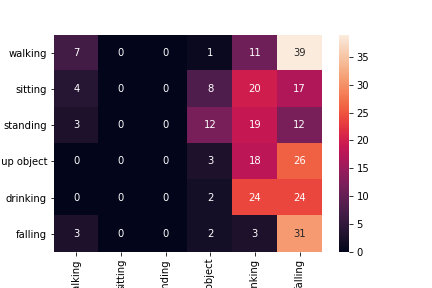 walking 7 0 0 1 11 39
sitting 4 0 0 8 20 17
standing 3 0 0 12 19 12
up object 0 0 0 3 18 26
drinking 0 0 0 2 24 24
falling 3 0 0 2 3 31
alking itting nding object inking alling
35
30
25
20
15
10
5
0